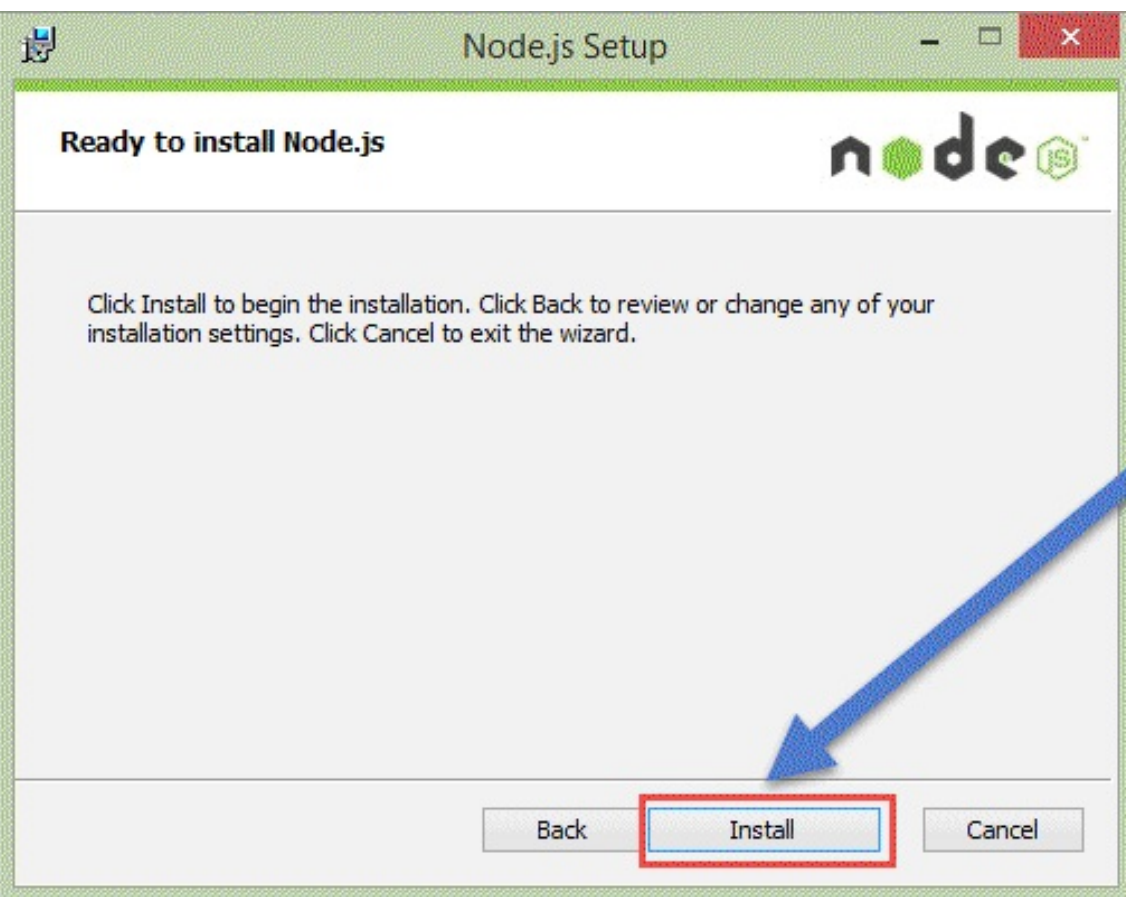 Node.js Setup
Ready to install Node.js
node js
Click Install to begin the installation. Click Back to review or change any of your
installation settings. Click Cancel to exit the wizard.
Back Install Cancel